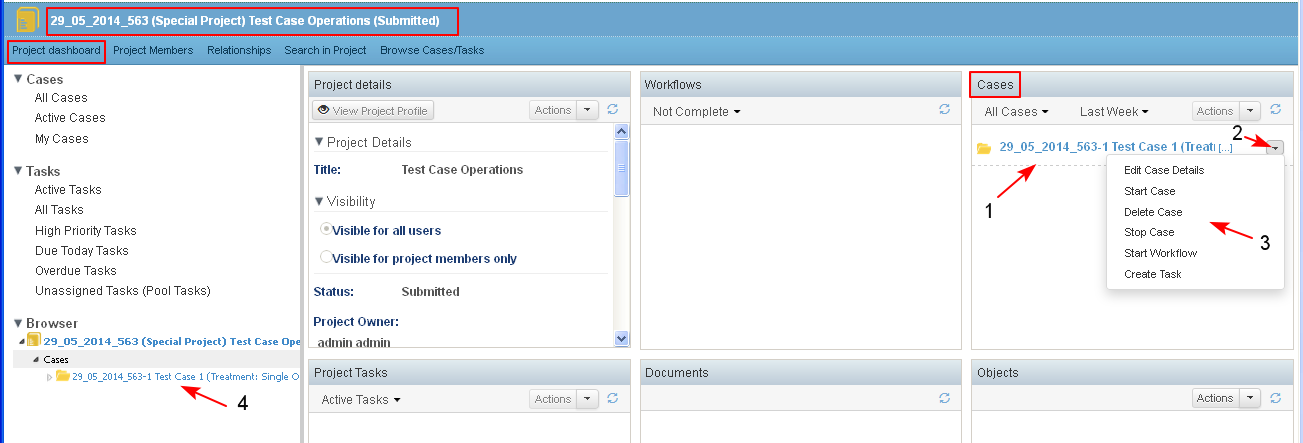 29_05_2014_563 (Special Project) Test Case Operations (Submitted)
Project dashboard Project Members Relationships Search in Project Browse Cases/Tasks
Cases
All Cases
Active Cases
My Cases
Tasks
Active Tasks
All Tasks
High Priority Tasks
Due Today Tasks
Overdue Tasks
Unassigned Tasks (Pool Tasks)
Browser
29_05_2014_563 (Special Project) Test Case Ope
Cases
29_05_2014_563-1 Test Case 1 (Treatment: Single O
4
Project details
View Project Profile Actions
Project Details
Title: Test Case Operations
Visibility
Visible for all users
Visible for project members only
Status: Submitted
Project Owner:
admin admin
Workflows
Not Complete
Cases
All Cases Last Week Actions
2
29_05_2014_563-1 Test Case 1 (Treat [...]
1
Edit Case Details
Start Case
Delete Case
Stop Case
Start Workflow
Create Task
3
Project Tasks
Active Tasks Actions
Documents
Objects
Actions